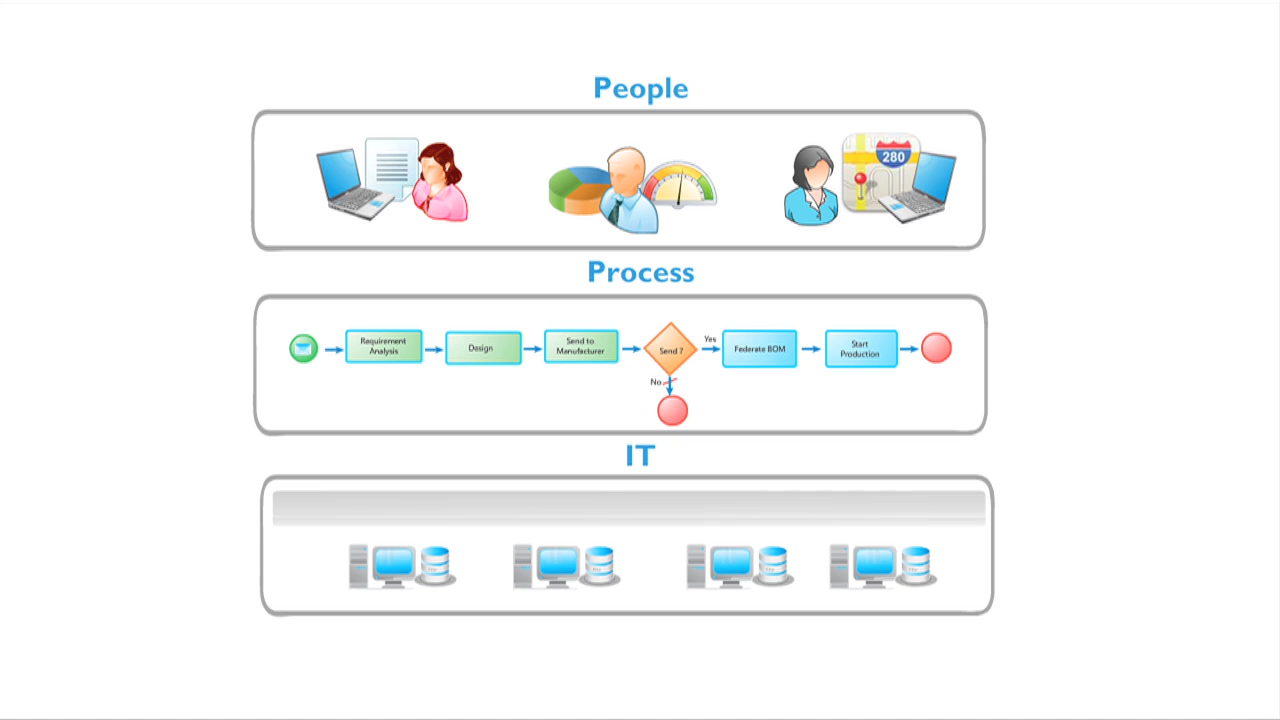 People
280
Process
Requirement
Analysis
Design
Send to
Manufacturer
Send ?
Yes
No
Federate BOM
Start
Production
IT